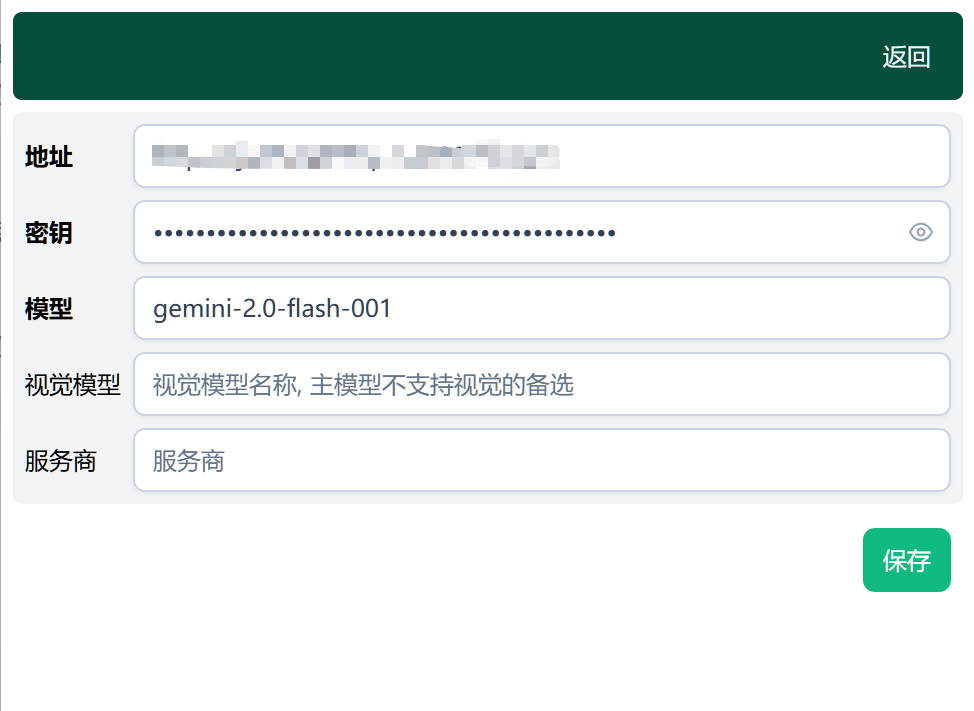 返回
地址
密钥
模型 gemini-2.0-flash-001
视觉模型 视觉模型名称, 主模型不支持视觉的备选
服务商 服务商
保存